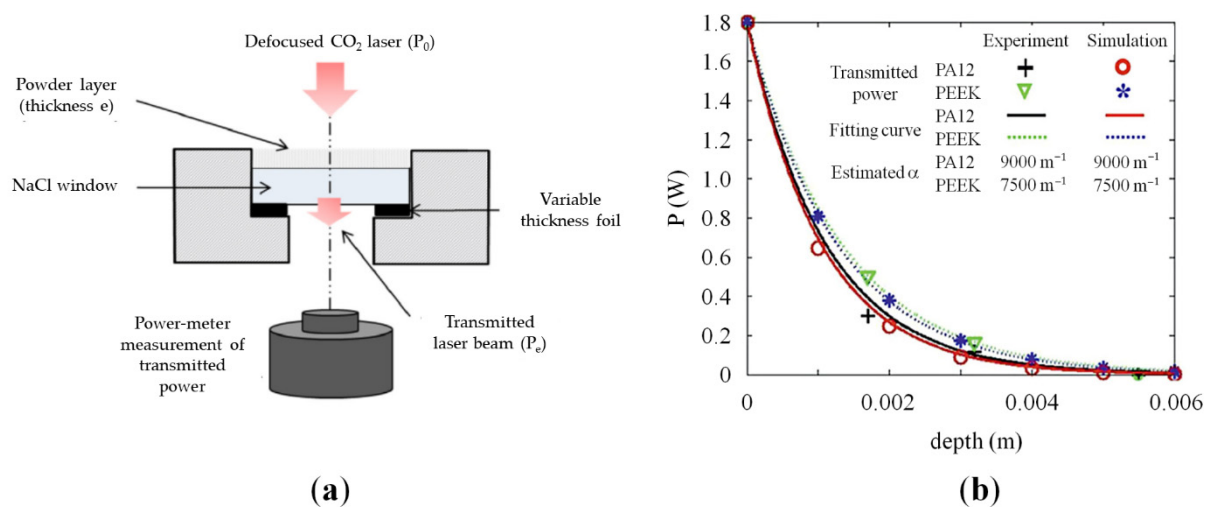 Defocused CO₂ laser (P₀)
Powder layer
(thickness e)
NaCl window
Variable
thickness foil
Power-meter
measurement of
transmitted
power
Transmitted
laser beam (Pₑ)
(a)
1.8
1.6
1.4
1.2
1.0
0.8
0.6
0.4
0.2
0
P (W)
0 0.002 0.004 0.006
depth (m)
Experiment Simulation
Transmitted
power
PA12
PEEK
Fitting curve
PA12
PEEK
Estimated α
PA12 9000 m⁻¹ 9000 m⁻¹
PEEK 7500 m⁻¹ 7500 m⁻¹
(b)